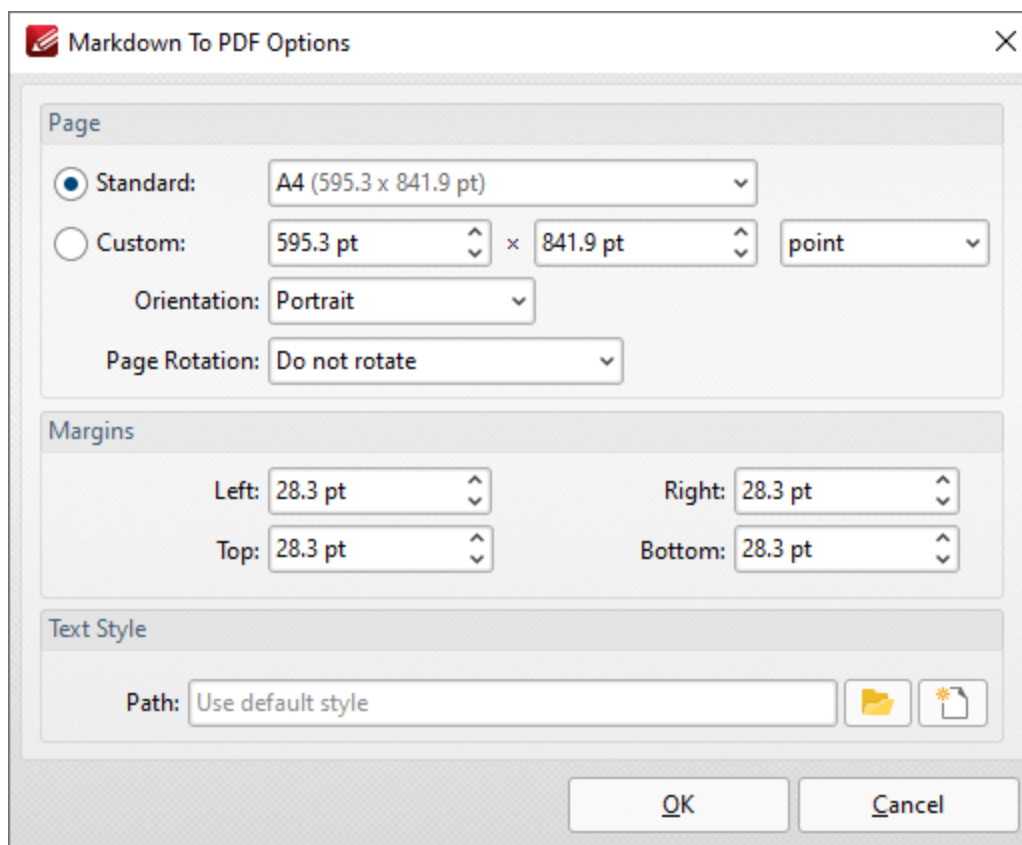 Markdown To PDF Options
Page
Standard: A4 (595.3 x 841.9 pt)
Custom: 595.3 pt × 841.9 pt point
Orientation: Portrait
Page Rotation: Do not rotate
Margins
Left: 28.3 pt Right: 28.3 pt
Top: 28.3 pt Bottom: 28.3 pt
Text Style
Path: Use default style
OK Cancel